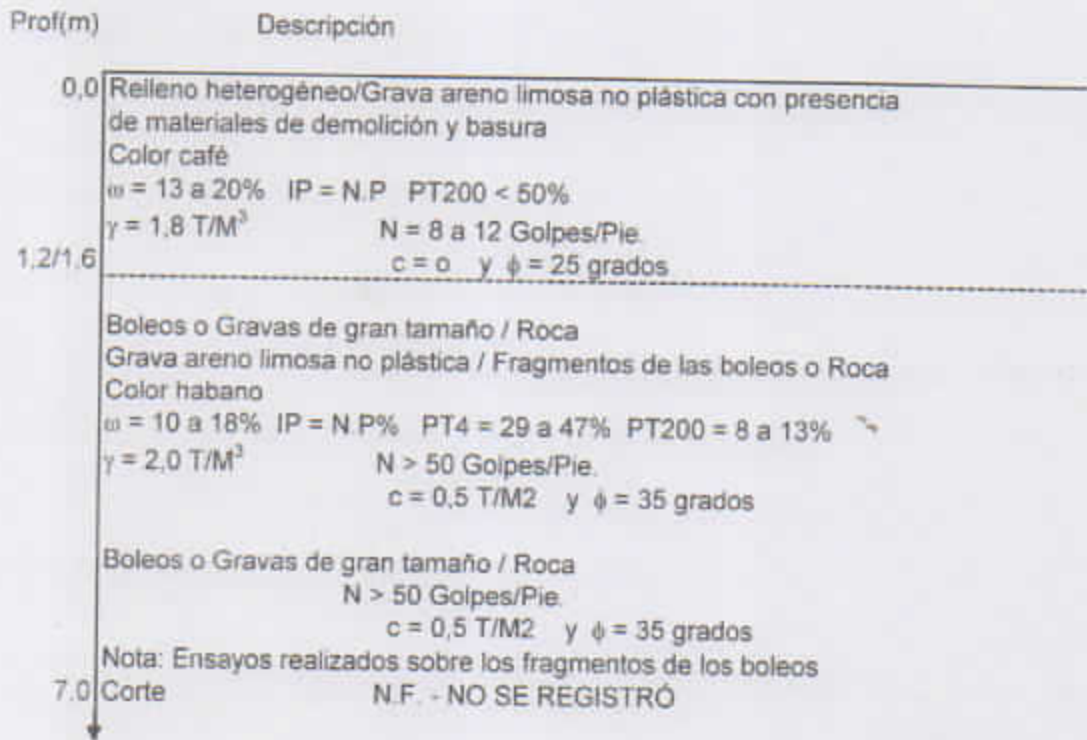 Prof(m) Descripción
0,0 Relleno heterogéneo/Grava areno limosa no plástica con presencia
de materiales de demolición y basura
Color café
ω = 13 a 20% IP = N.P PT200 < 50%
γ = 1,8 T/M³ N = 8 a 12 Golpes/Pie.
1,2/1,6 c = o y ϕ = 25 grados
Boleos o Gravas de gran tamaño / Roca
Grava areno limosa no plástica / Fragmentos de las boleos o Roca
Color habano
ω = 10 a 18% IP = N.P% PT4 = 29 a 47% PT200 = 8 a 13%
γ = 2,0 T/M³ N > 50 Golpes/Pie.
c = 0,5 T/M2 y ϕ = 35 grados
Boleos o Gravas de gran tamaño / Roca
N > 50 Golpes/Pie.
c = 0,5 T/M2 y ϕ = 35 grados
Nota: Ensayos realizados sobre los fragmentos de los boleos
7.0 Corte N.F. - NO SE REGISTRÓ